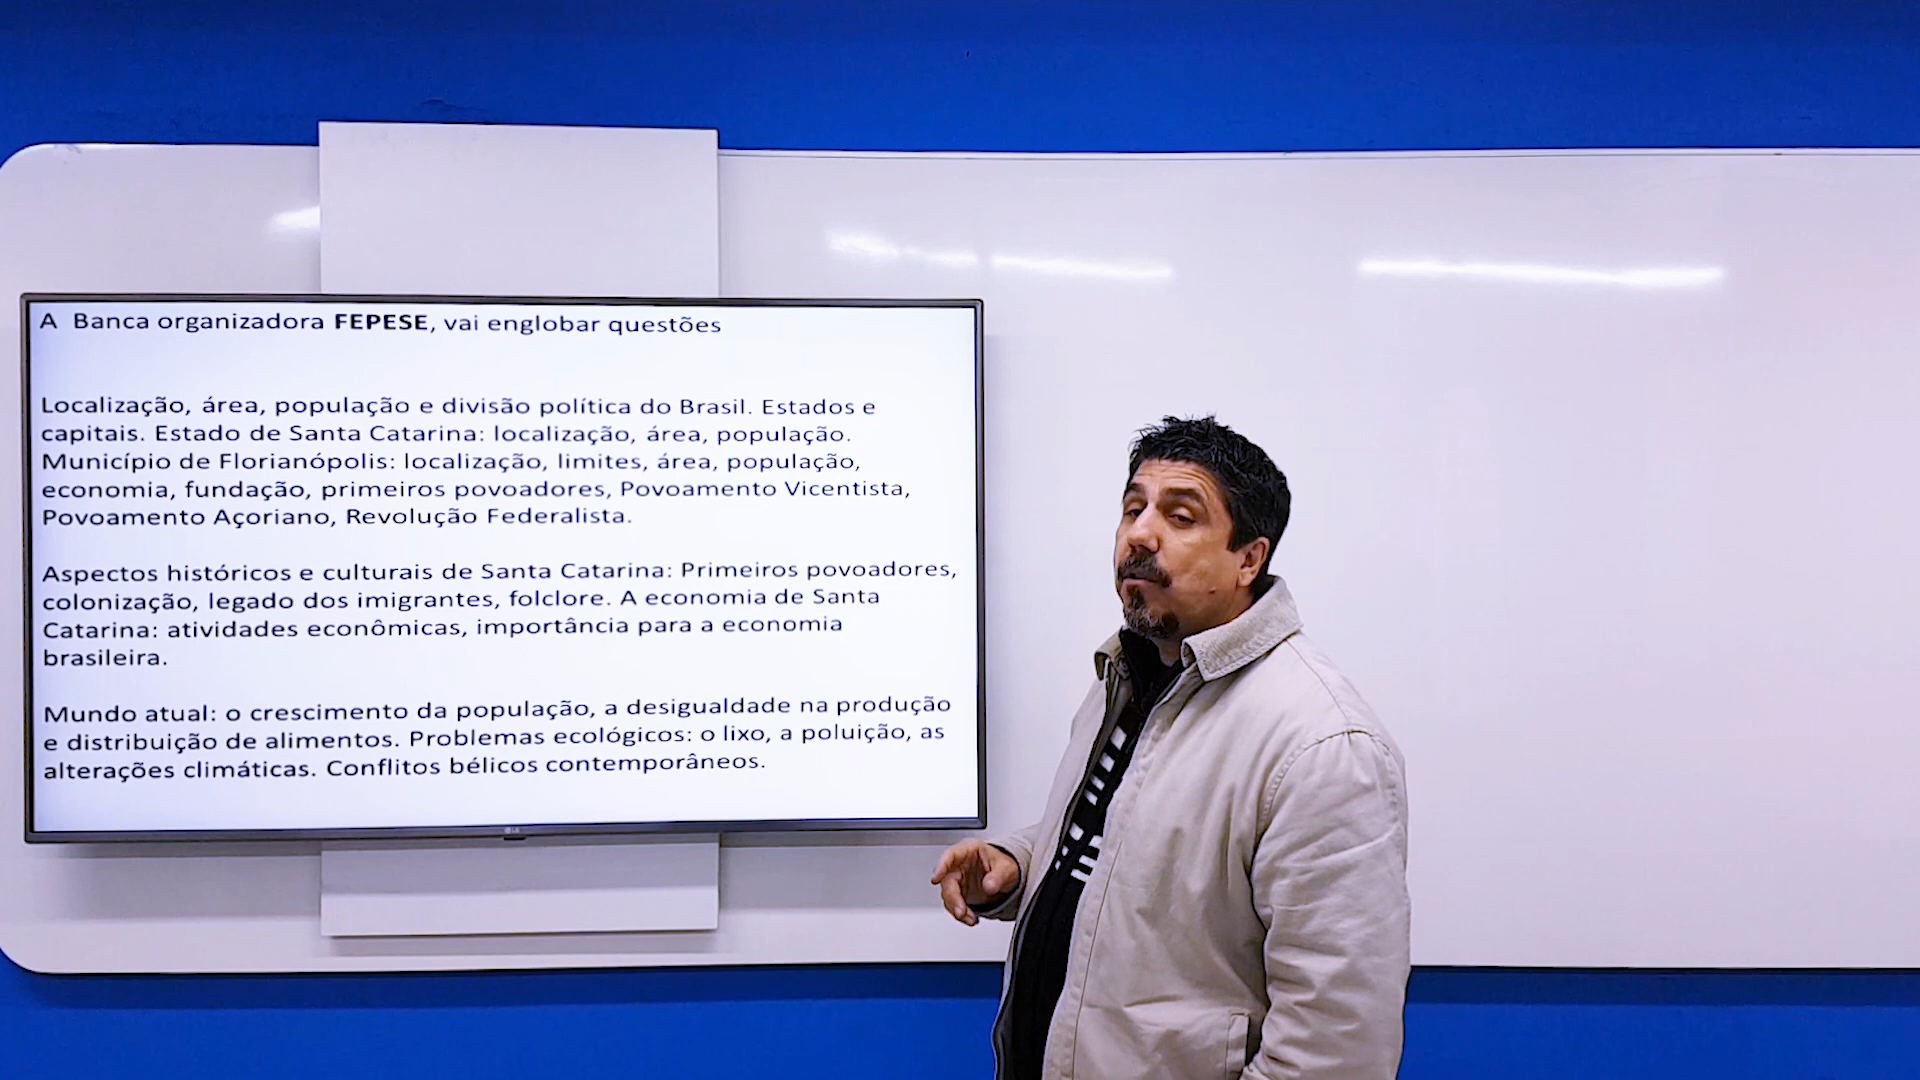 A Banca organizadora FEPESE, vai englobar questões
Localização, área, população e divisão política do Brasil. Estados e
capitais. Estado de Santa Catarina: localização, área, população.
Município de Florianópolis: localização, limites, área, população,
economia, fundação, primeiros povoadores, Povoamento Vicentista,
Povoamento Açoriano, Revolução Federalista.
Aspectos históricos e culturais de Santa Catarina: Primeiros povoadores,
colonização, legado dos imigrantes, folclore. A economia de Santa
Catarina: atividades econômicas, importância para a economia
brasileira.
Mundo atual: o crescimento da população, a desigualdade na produção
e distribuição de alimentos. Problemas ecológicos: o lixo, a poluição, as
alterações climáticas. Conflitos bélicos contemporâneos.
LG